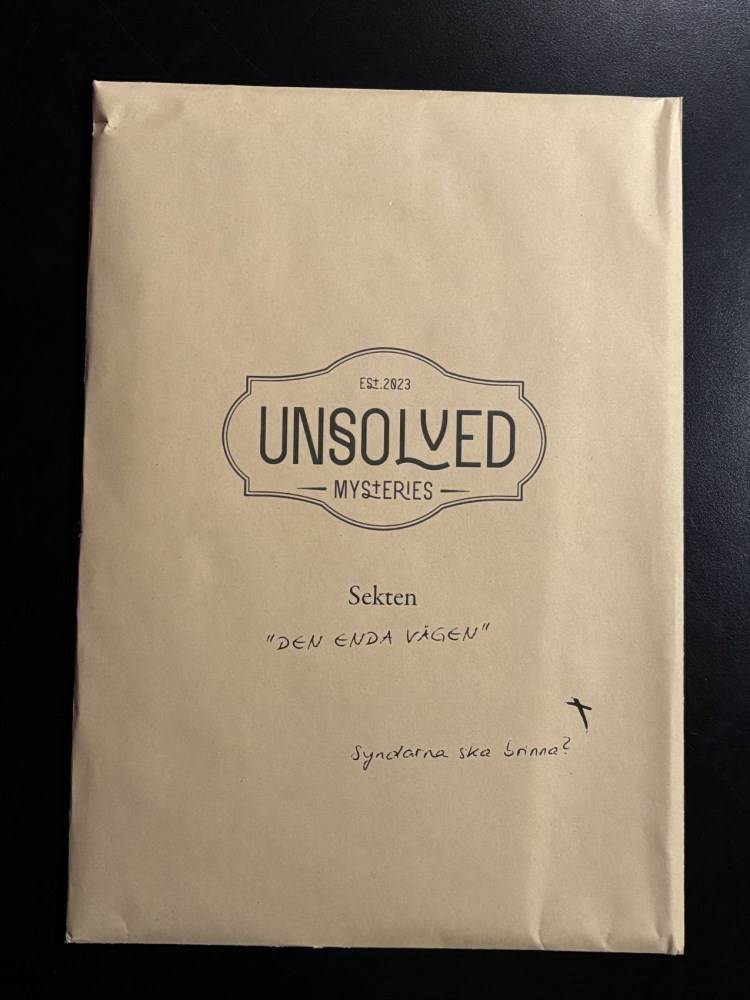 Est.2023
UNSOLVED
MYSTERIES
Sekten
"DEN ENDA VÄGEN"
Syndarna ska brinna?